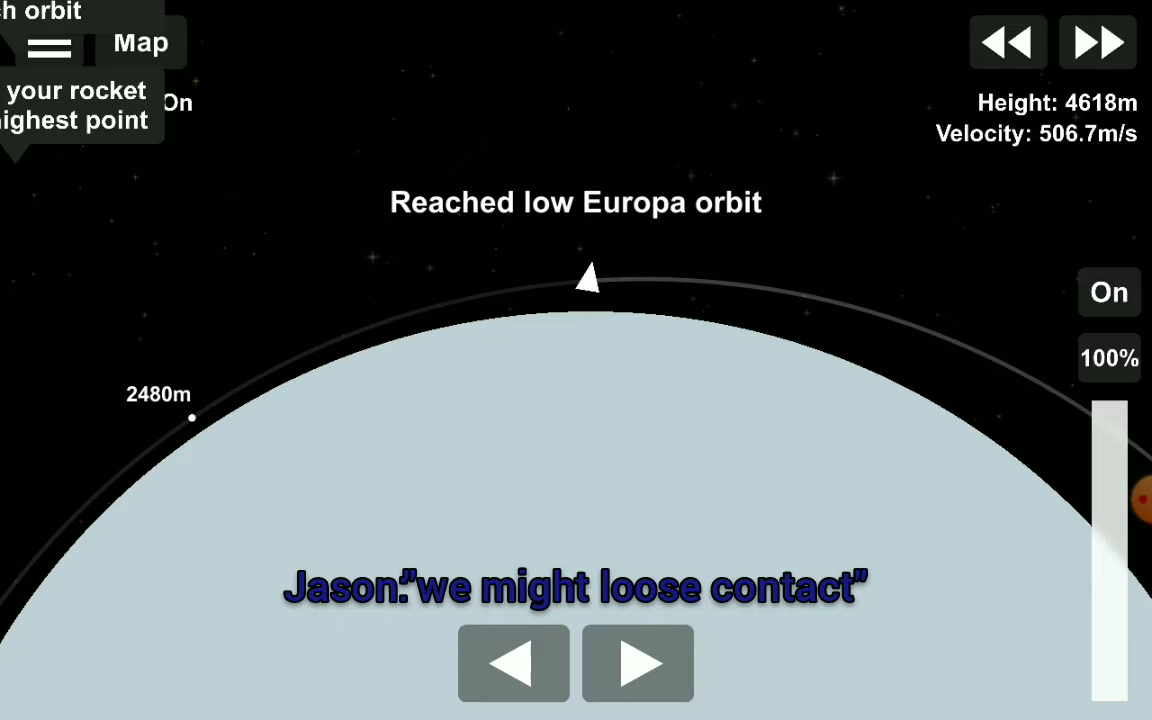 h orbit
Map
your rocket
On
ighest point
Height: 4618m
Velocity: 506.7m/s
Reached low Europa orbit
On
100%
2480m
Jason:"we might loose contact"